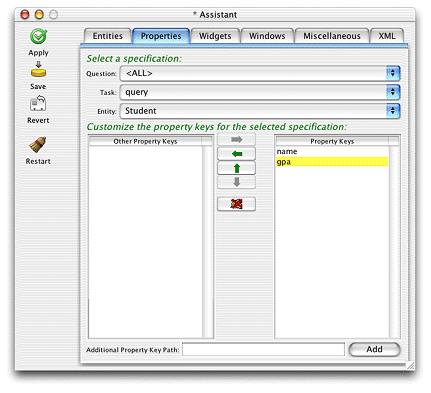 * Assistant
Apply
Save
Revert
Restart
Entities Properties Widgets Windows Miscellaneous XML
Select a specification:
Question: <ALL>
Task: query
Entity: Student
Customize the property keys for the selected specification:
Other Property Keys Property Keys
name
gpa
Additional Property Key Path: Add